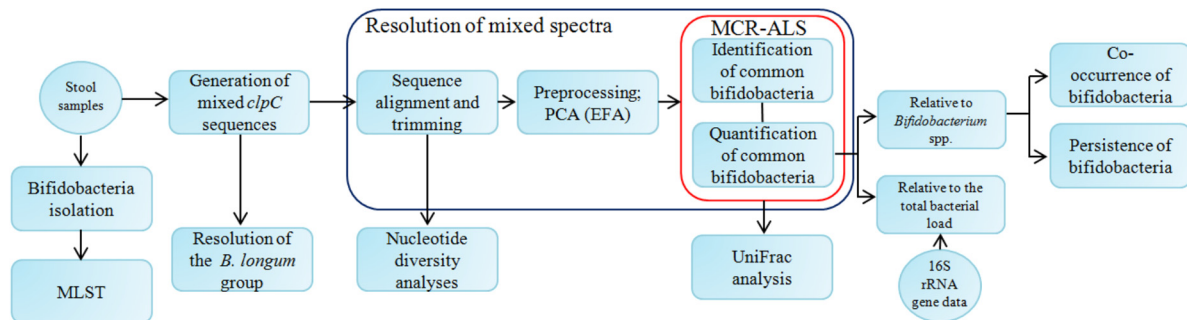 Resolution of mixed spectra
MCR-ALS
Stool
samples
Generation of
mixed clpC
sequences
Sequence
alignment and
trimming
Preprocessing;
PCA (EFA)
Identification
of common
bifidobacteria
Quantification
of common
bifidobacteria
Relative to
Bifidobacterium
spp.
Co-
occurrence of
bifidobacteria
Persistence of
bifidobacteria
Relative to the
total bacterial
load
16S
rRNA
gene data
Bifidobacteria
isolation
MLST
Resolution of
the B. longum
group
Nucleotide
diversity
analyses
UniFrac
analysis